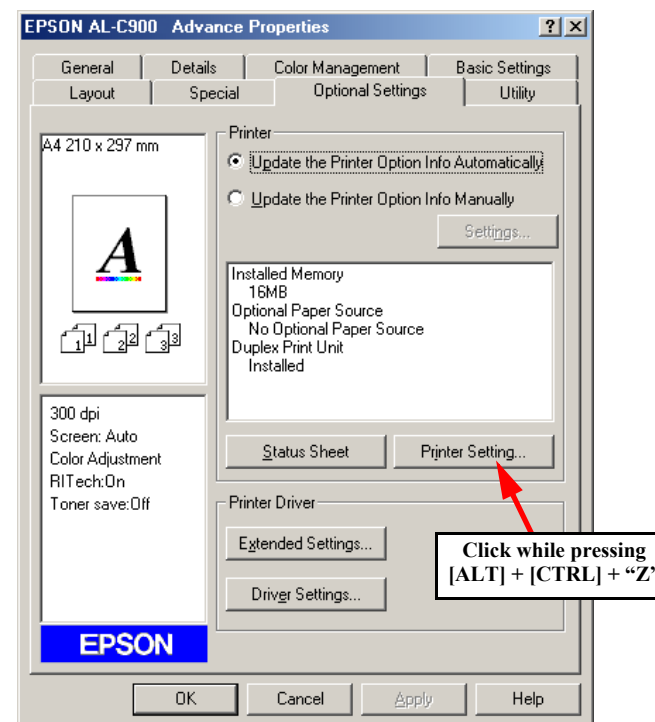 EPSON AL-C900 Advance Properties
? X
General Details Color Management Basic Settings
Layout Special Optional Settings Utility
A4 210 x 297 mm
A
1 1 2 2 3 3
300 dpi
Screen: Auto
Color Adjustment
RITech:On
Toner save:Off
EPSON
Printer
Update the Printer Option Info Automatically
Update the Printer Option Info Manually
Settings...
Installed Memory
16MB
Optional Paper Source
No Optional Paper Source
Duplex Print Unit
Installed
Status Sheet Printer Setting...
Printer Driver
Extended Settings...
Driver Settings...
Click while pressing
[ALT] + [CTRL] + “Z”
OK Cancel Apply Help